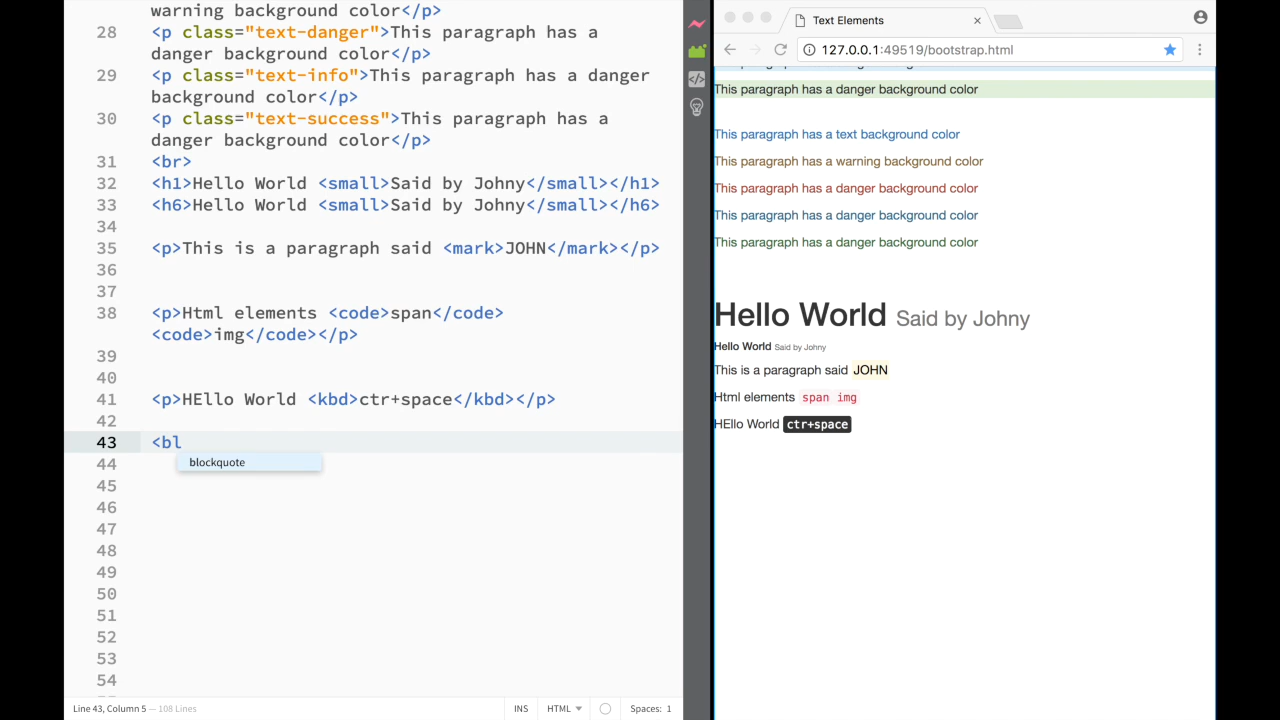 warning background color</p>
28 <p class="text-danger">This paragraph has a
danger background color</p>
29 <p class="text-info">This paragraph has a danger
background color</p>
30 <p class="text-success">This paragraph has a
danger background color</p>
31 <br>
32 <h1>Hello World <small>Said by Johny</small></h1>
33 <h6>Hello World <small>Said by Johny</small></h6>
34
35 <p>This is a paragraph said <mark>JOHN</mark></p>
36
37
38 <p>Html elements <code>span</code>
<code>img</code></p>
39
40
41 <p>HEllo World <kbd>ctr+space</kbd></p>
42
43 <bl
blockquote
44
45
46
47
48
49
50
51
52
53
54
Line 43, Column 5 — 108 Lines
INS
HTML
Spaces: 1
Text Elements
127.0.0.1:49519/bootstrap.html
This paragraph has a danger background color
This paragraph has a text background color
This paragraph has a warning background color
This paragraph has a danger background color
This paragraph has a danger background color
This paragraph has a danger background color
Hello World Said by Johny
Hello World Said by Johny
This is a paragraph said JOHN
Html elements span img
HEllo World ctr+space